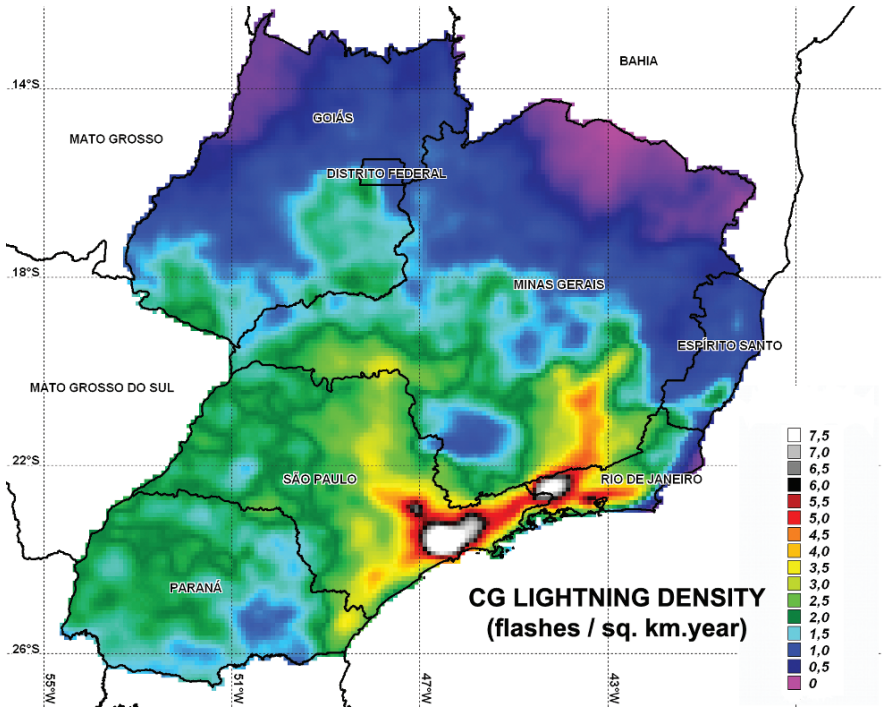 BAHIA
14°S
GOIÁS
MATO GROSSO
DISTRITO FEDERAL
18°S
MINAS GERAIS
ESPÍRITO SANTO
MATO GROSSO DO SUL
7,5
7,0
22°S
6,5
SÃO PAULO
RIO DE JANEIRO
6,0
5,5
5,0
4,5
4,0
3,5
PARANÁ
CG LIGHTNING DENSITY
3,0
2,5
(flashes / sq. km.year)
2,0
26°S
1,5
1,0
0,5
0
55°W
51°W
47°W
43°W